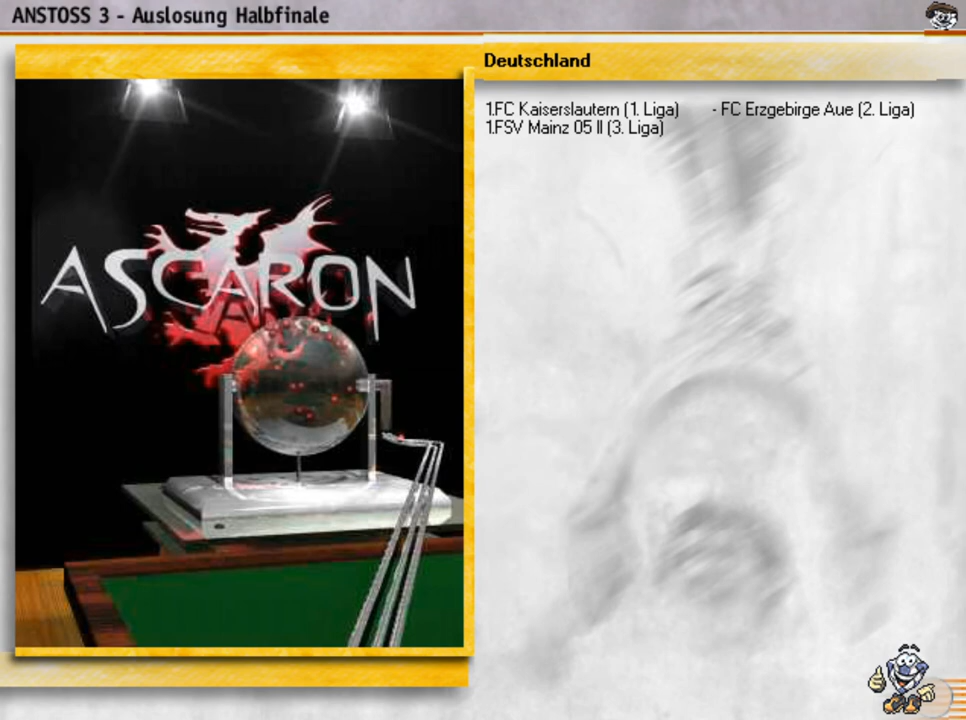 ANSTOSS 3 - Auslosung Halbfinale
Deutschland
1.FC Kaiserslautern (1. Liga) - FC Erzgebirge Aue (2. Liga)
1.FSV Mainz 05 II (3. Liga)
ASCARON